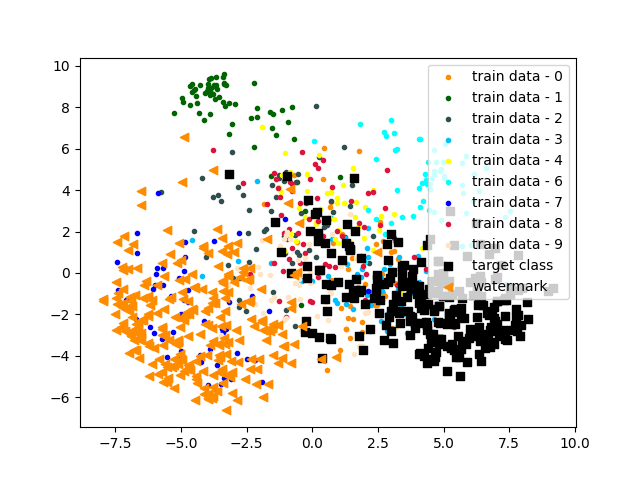 10
8
6
4
2
0
−2
−4
−6
−7.5
−5.0
−2.5
0.0
2.5
5.0
7.5
10.0
train data - 0
train data - 1
train data - 2
train data - 3
train data - 4
train data - 6
train data - 7
train data - 8
train data - 9
target class
watermark